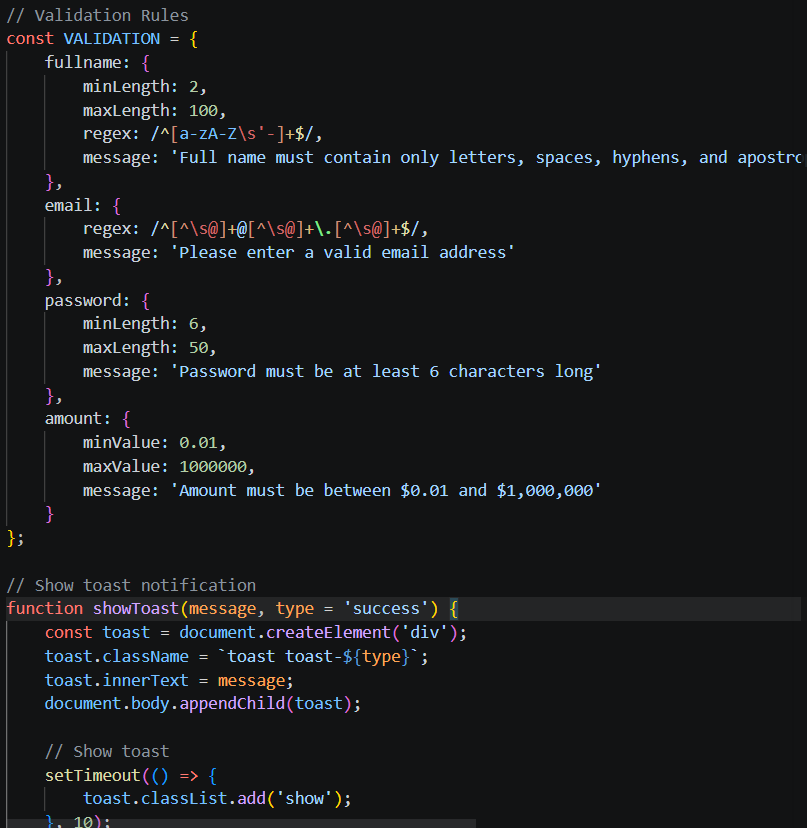 // Validation Rules
const VALIDATION = {
    fullname: {
        minLength: 2,
        maxLength: 100,
        regex: /^[a-zA-Z\s'-]+$/,
        message: 'Full name must contain only letters, spaces, hyphens, and apostro
    },
    email: {
        regex: /^[^\s@]+@[^\s@]+\.[^\s@]+$/,
        message: 'Please enter a valid email address'
    },
    password: {
        minLength: 6,
        maxLength: 50,
        message: 'Password must be at least 6 characters long'
    },
    amount: {
        minValue: 0.01,
        maxValue: 1000000,
        message: 'Amount must be between $0.01 and $1,000,000'
    }
};

// Show toast notification
function showToast(message, type = 'success') {
    const toast = document.createElement('div');
    toast.className = `toast toast-${type}`;
    toast.innerText = message;
    document.body.appendChild(toast);

    // Show toast
    setTimeout(() => {
        toast.classList.add('show');
    }, 10);